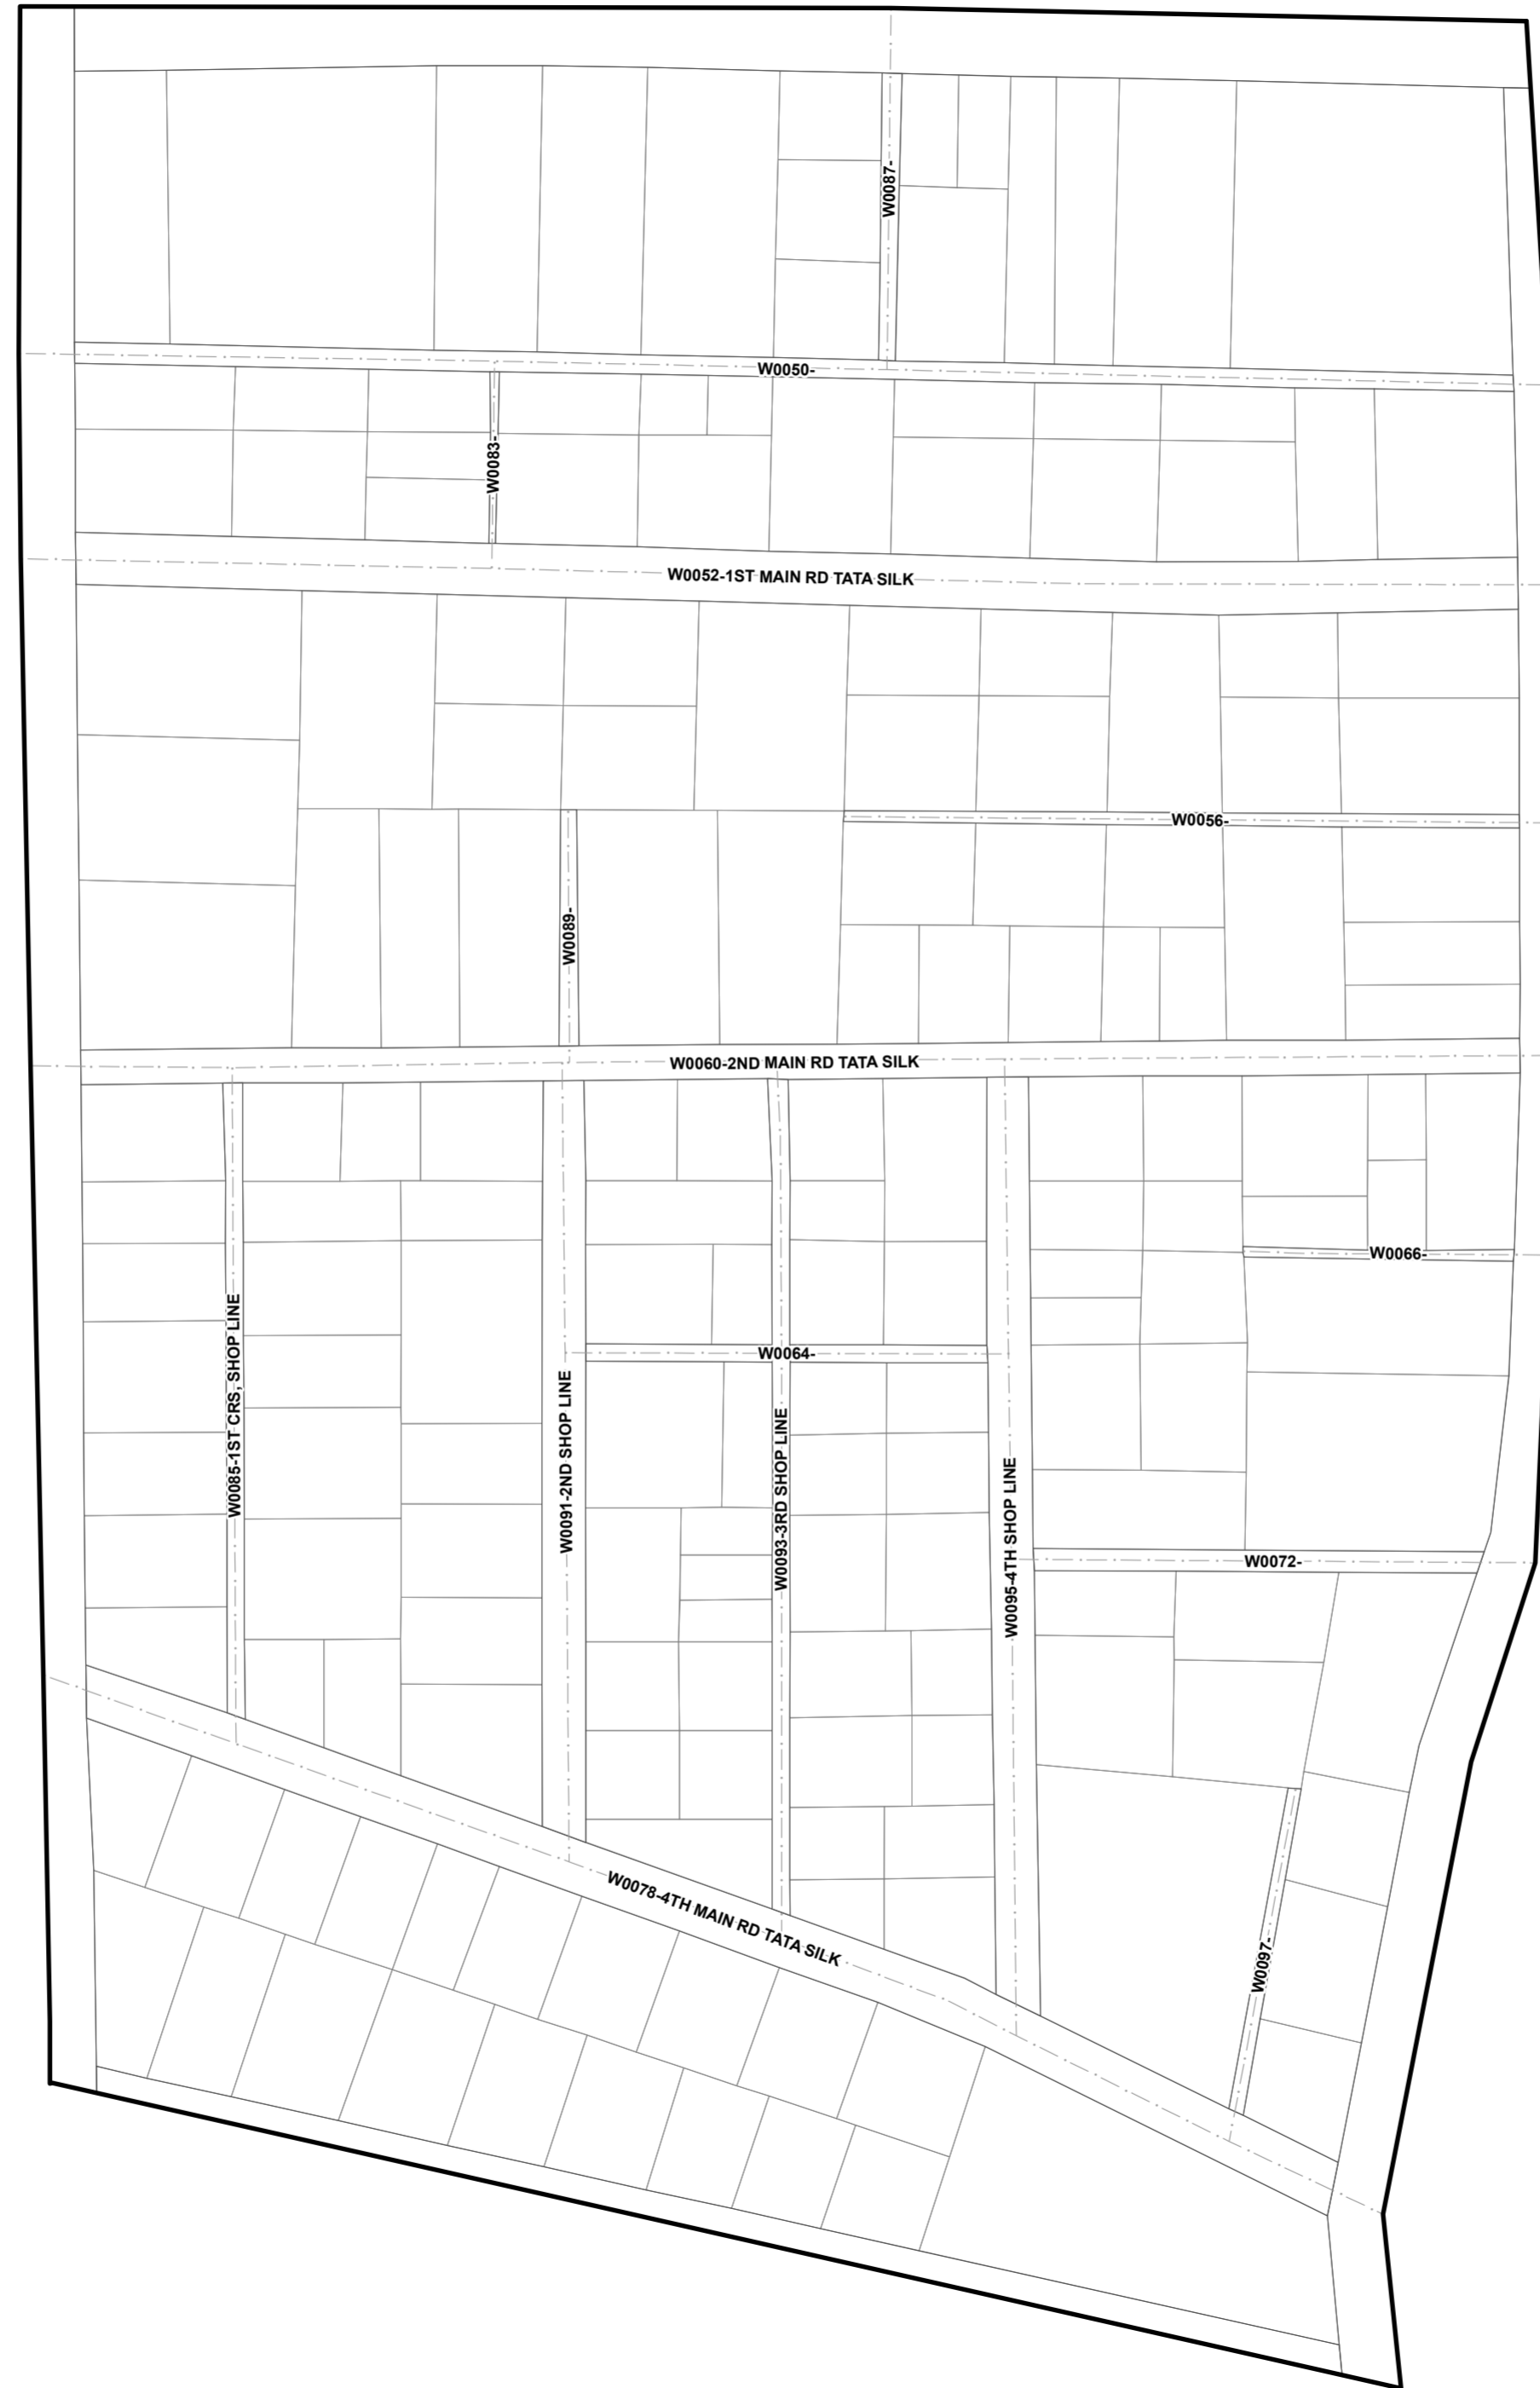 W0087-
W0050-
W0083-
W0052-1ST MAIN RD TATA SILK
W0056-
W0089-
W0060-2ND MAIN RD TATA SILK
W0066-
W0085-1ST CRS, SHOP LINE
W0064-
W0091-2ND SHOP LINE
W0093-3RD SHOP LINE
W0095-4TH SHOP LINE
W0072-
W0078-4TH MAIN RD TATA SILK
W0097-